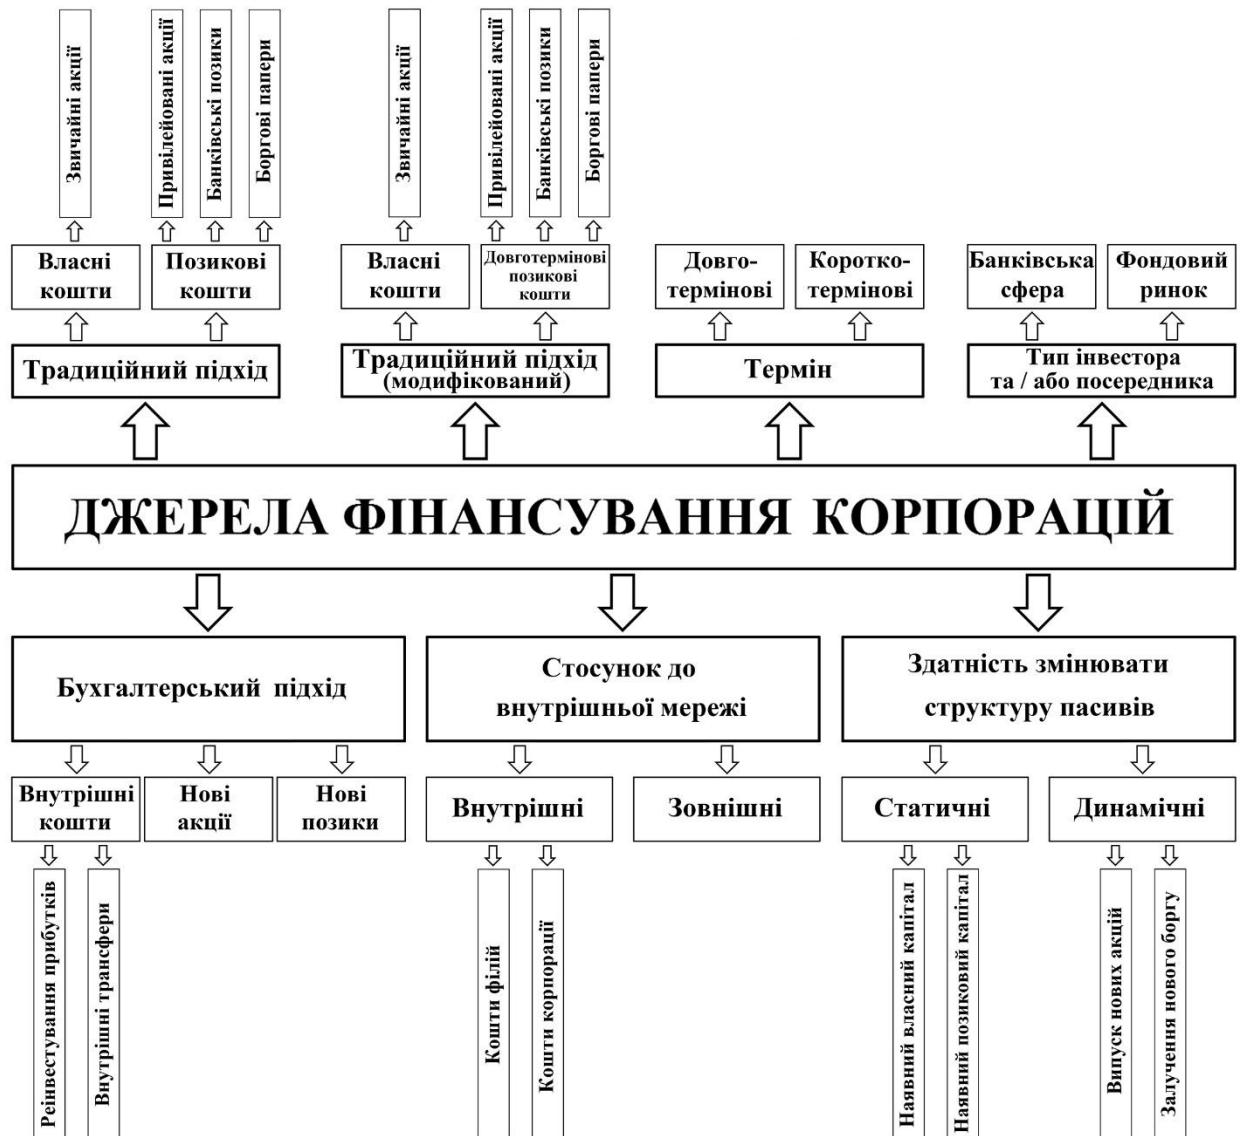 Звичайні акції
Привілейовані акції
Банківські позики
Боргові папери
Звичайні акції
Привілейовані акції
Банківські позики
Боргові папери
Власні
кошти
Позикові
кошти
Власні
кошти
Довготермінові
позикові
кошти
Довго-
термінові
Коротко-
термінові
Банківська
сфера
Фондовий
ринок
Традиційний підхід
Традиційний підхід
(модифікований)
Термін
Тип інвестора
та / або посередника
ДЖЕРЕЛА ФІНАНСУВАННЯ КОРПОРАЦІЙ
Бухгалтерський підхід
Стосунок до
внутрішньої мережі
Здатність змінювати
структуру пасивів
Внутрішні
кошти
Нові
акції
Нові
позики
Внутрішні
Зовнішні
Статичні
Динамічні
Реінвестування прибутків
Внутрішні трансфери
Кошти філій
Кошти корпорації
Наявний власний капітал
Наявний позиковий капітал
Випуск нових акцій
Залучення нового боргу